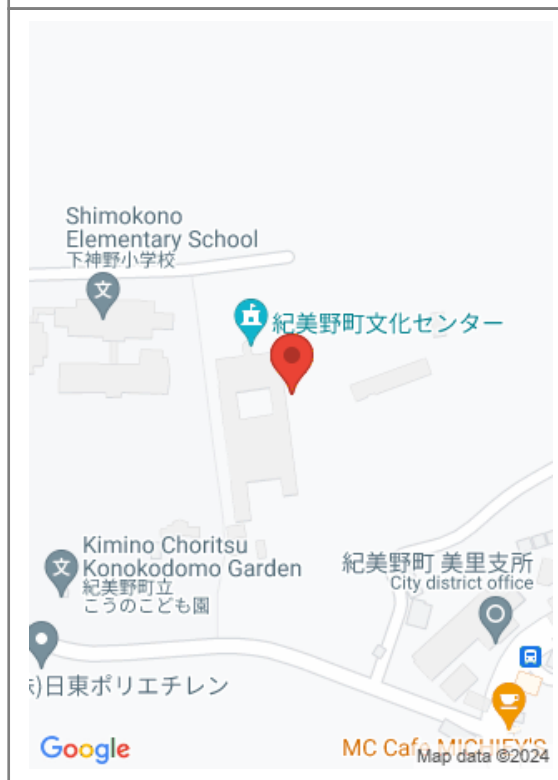 Shimokono
Elementary School
下神野小学校
文
紀美野町文化センター
文
Kimino Choritsu
Konokodomo Garden
紀美野町立
こうのこども園
紀美野町 美里支所
City district office
)日東ポリエチレン
MC Cafe MICHIEY'S
Google
Map data ©2024